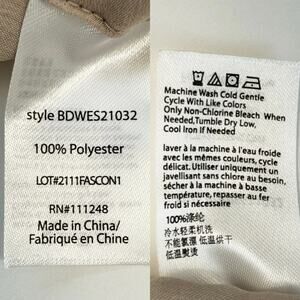 style BDWES21032
100% Polyester
LOT#2111FASCON1
RN#111248
Made in China/
Fabriqué en Chine
Machine Wash Cold Gentle
Cycle With Like Colors
Only Non-Chlorine Bleach When
Needed,Tumble Dry Low,
Cool Iron If Needed
laver à la machine à l'eau froide
avec les mêmes couleurs, cycle
délicat. Utiliser uniquement un
javellisant sans chlore au besoin.
sécher à la machine à basse
température, repasser au fer
froid si nécessaire
100%涤纶
冷水轻柔机洗
不能氯漂 低温烘干
低温熨烫